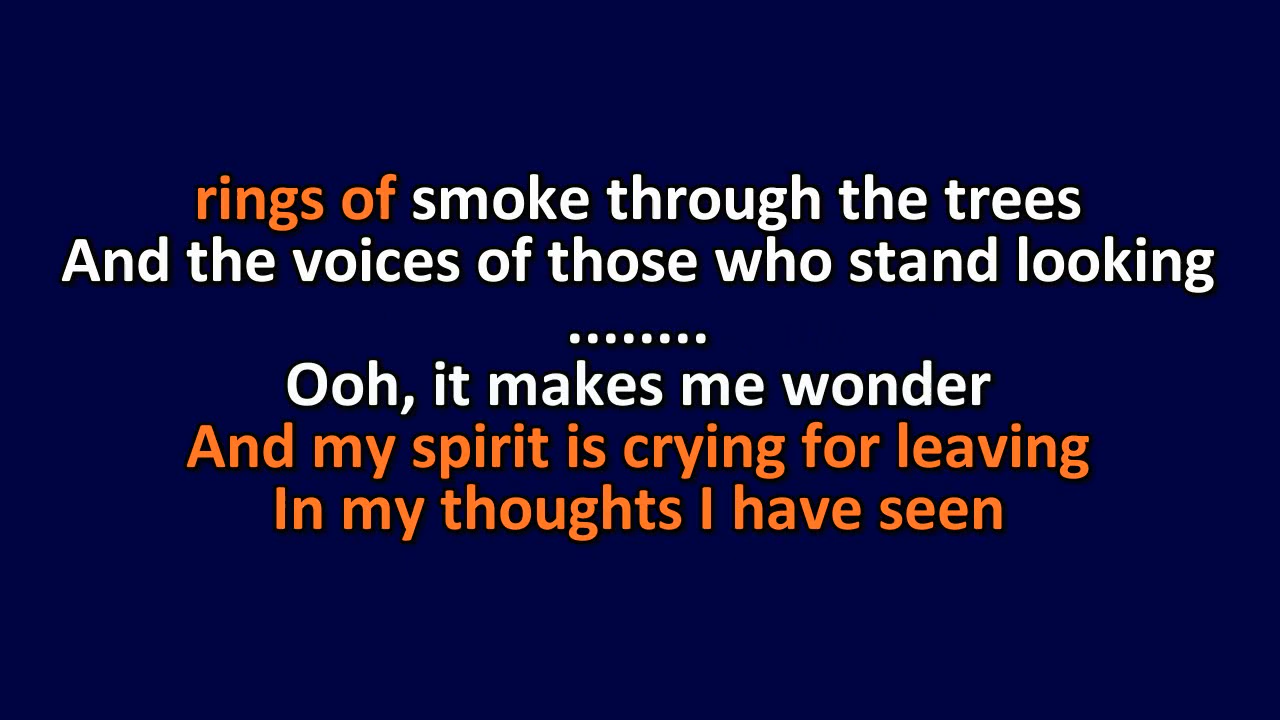 rings of smoke through the trees
And the voices of those who stand looking
........
Ooh, it makes me wonder
And my spirit is crying for leaving
In my thoughts I have seen